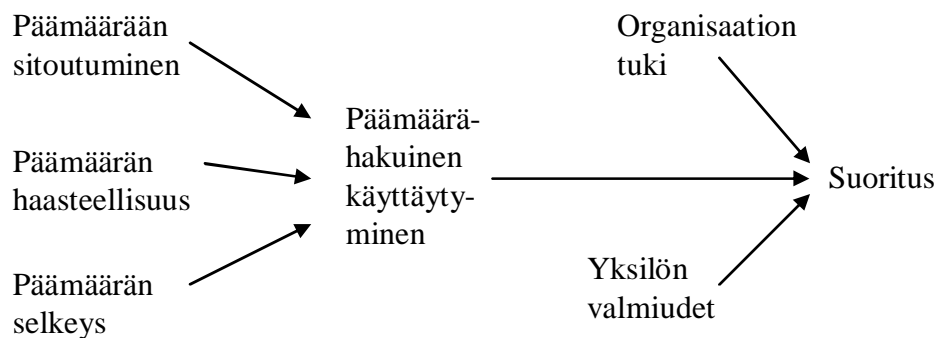 Päämäärään
sitoutuminen
Organisaation
tuki
Päämäärä-
hakuinen
käyttäyty-
minen
Päämäärän
haasteellisuus
Suoritus
Yksilön
valmiudet
Päämäärän
selkeys